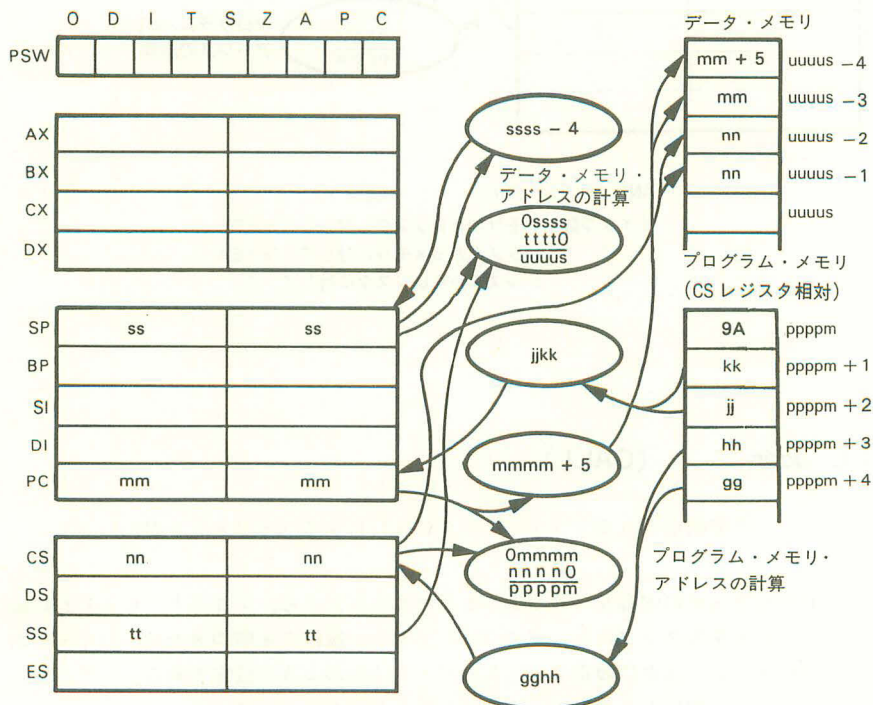 O D I T S Z A P C
PSW
AX
BX
CX
DX
SP ss ss
BP
SI
DI
PC mm mm
CS nn nn
DS
SS tt tt
ES
ssss – 4
データ・メモリ・
アドレスの計算
0ssss
tttt0
uuuus
jjkk
mmmm + 5
0mmmm
nnnn0
ppppm
gghh
データ・メモリ
mm + 5 uuuus –4
mm uuuus –3
nn uuuus –2
nn uuuus –1
uuuus
プログラム・メモリ
(CSレジスタ相対)
9A ppppm
kk ppppm + 1
jj ppppm + 2
hh ppppm + 3
gg ppppm + 4
プログラム・メモリ・
アドレスの計算